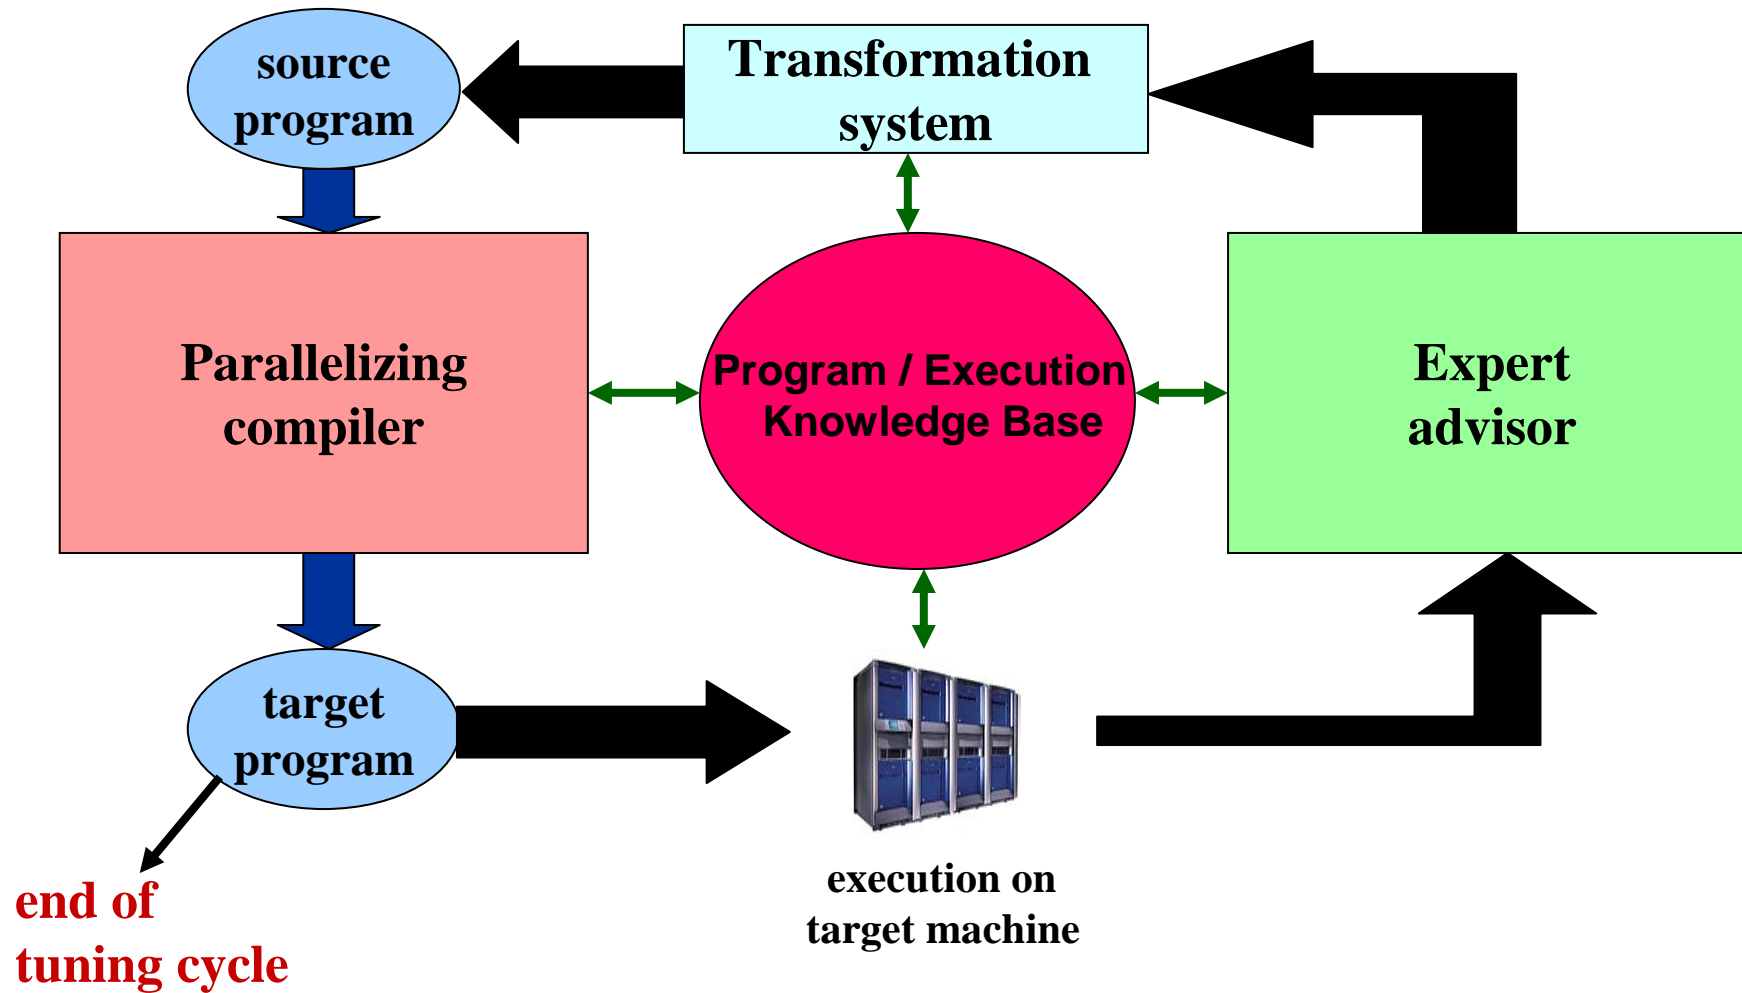 source
program
Transformation
system
Parallelizing
compiler
Program / Execution
Knowledge Base
Expert
advisor
target
program
execution on
target machine
end of
tuning cycle